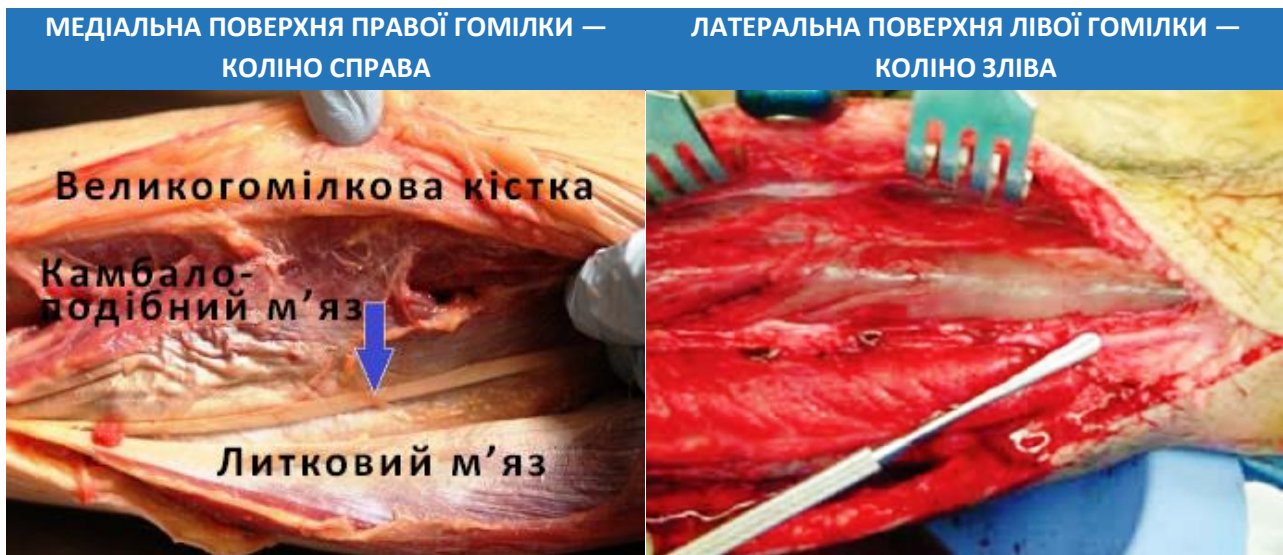 МЕДІАЛЬНА ПОВЕРХНЯ ПРАВОЇ ГОМІЛКИ —
КОЛІНО СПРАВА
ЛАТЕРАЛЬНА ПОВЕРХНЯ ЛІВОЇ ГОМІЛКИ —
КОЛІНО ЗЛІВА
Великогомілкова кістка
Камбало-
подібний м’яз
Литковий м’яз